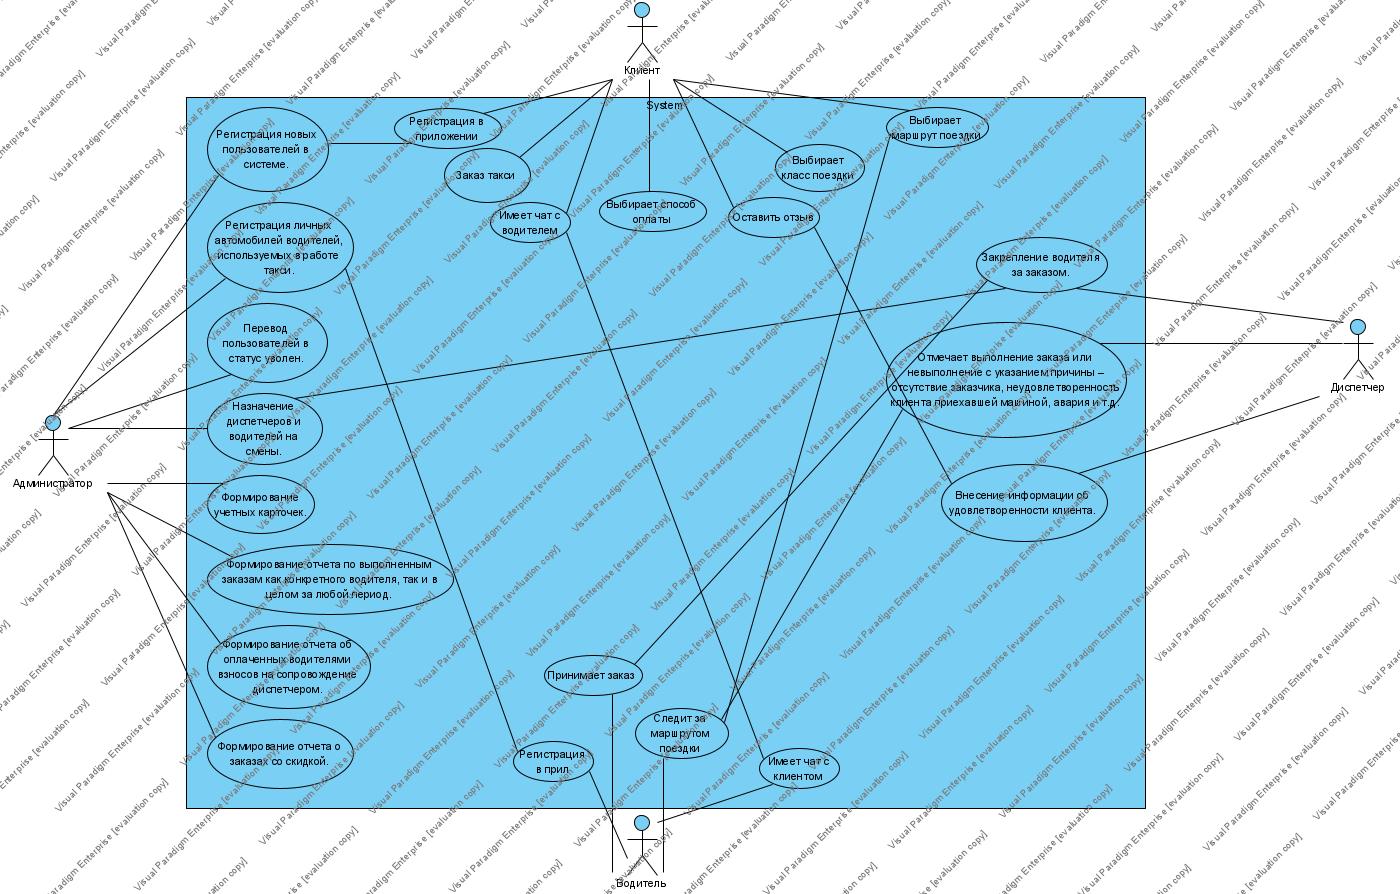 Клиент
System
Регистрация новых
пользователей в
системе.
Регистрация в
приложении
Выбирает
маршрут поездки
Заказ такси
Выбирает
класс поездки
Имеет чат с
водителем
Выбирает способ
оплаты
Оставить отзыв
Регистрация личных
автомобилей водителей,
используемых в работе
такси.
Закрепление водителя
за заказом.
Перевод
пользователей в
статус уволен.
Отмечает выполнение заказа или
невыполнение с указанием причины –
отсутствие заказчика, неудовлетворенность
клиента приехавшей машиной, авария и т.д.
Диспетчер
Назначение
диспетчеров и
водителей на
смены.
Администратор
Формирование
учетных карточек.
Внесение информации об
удовлетворенности клиента.
Формирование отчета по выполненным
заказам как конкретного водителя, так и в
целом за любой период.
Формирование отчета об
оплаченных водителями
взносов на сопровождение
диспетчером.
Принимает заказ
Следит за
маршрутом
поездки
Формирование отчета о
заказах со скидкой.
Регистрация
в прил
Имеет чат с
клиентом
Водитель
Visual Paradigm Enterprise [evaluation copy]